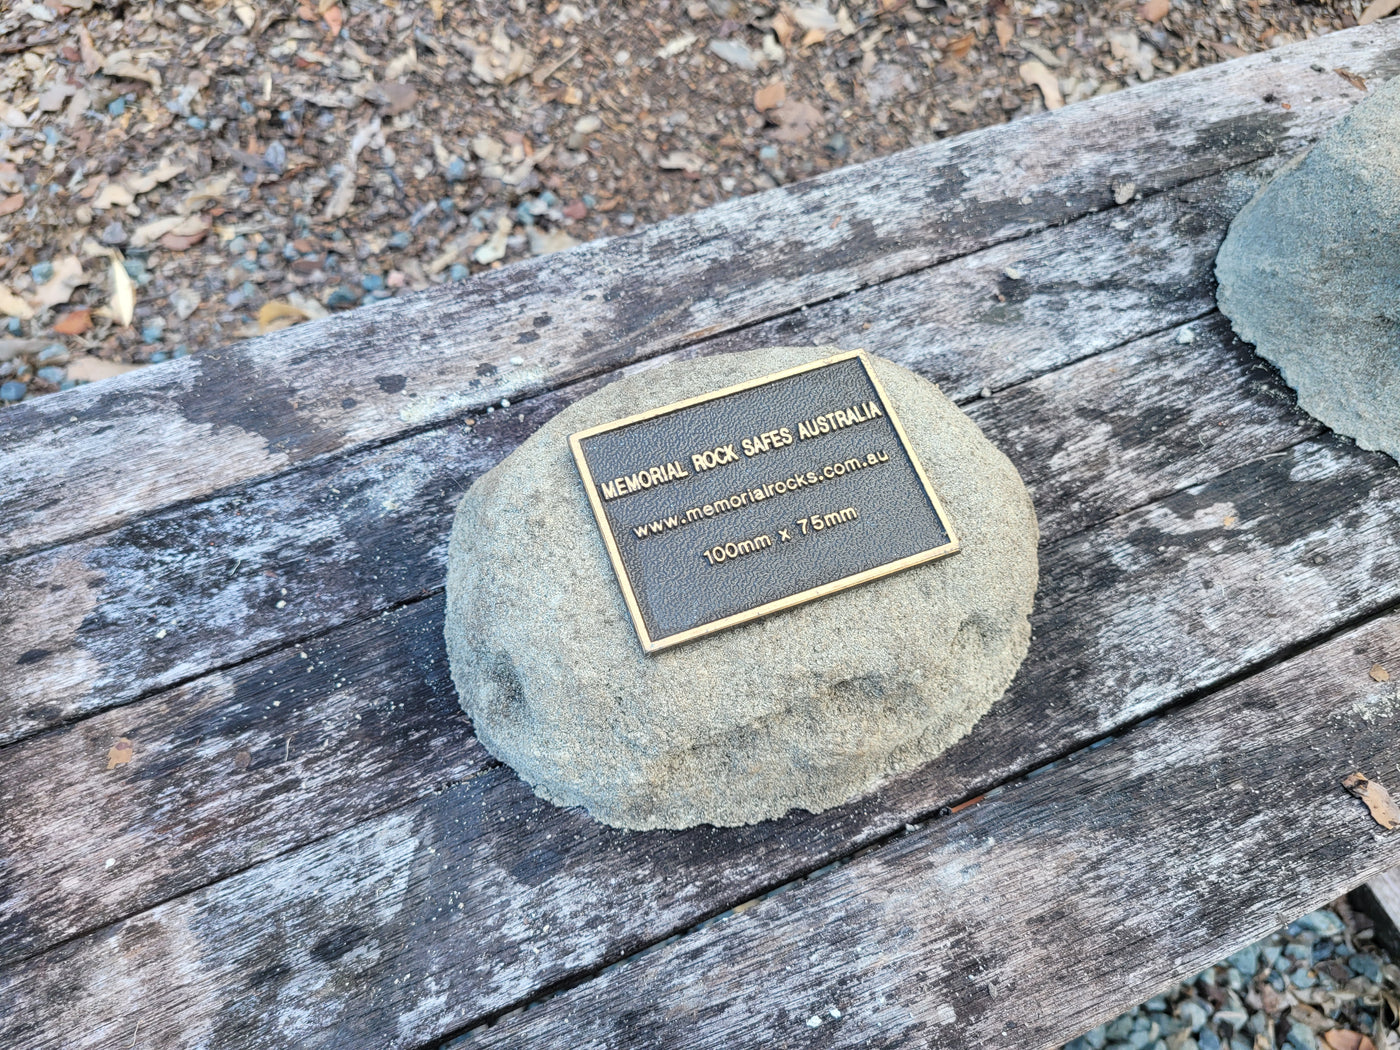 MEMORIAL ROCK SAFES AUSTRALIA
www.memorialrocks.com.au
100mm x 75mm